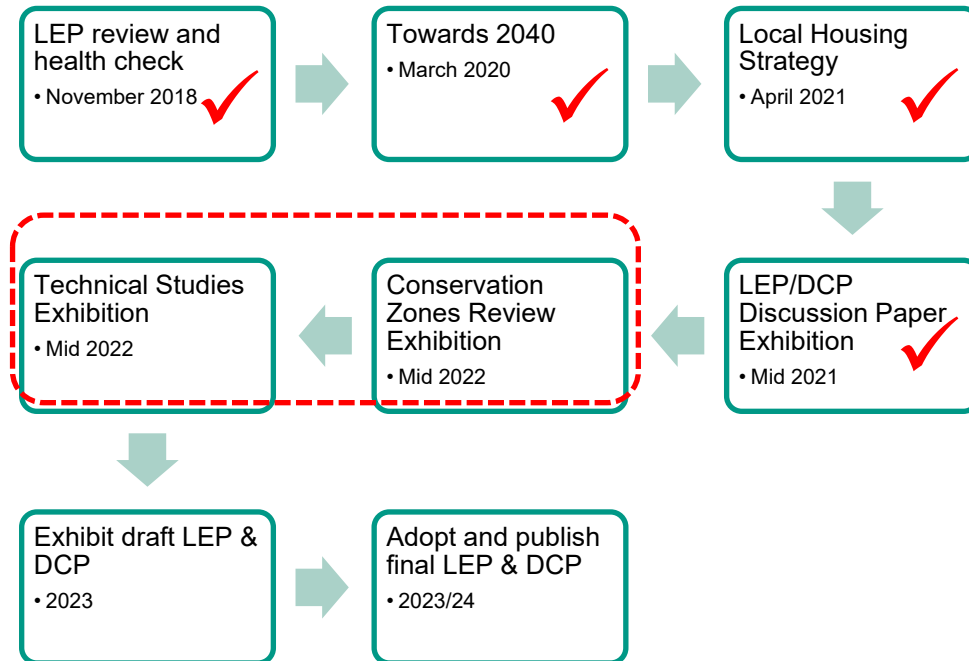 LEP review and
health check
• November 2018
Towards 2040
• March 2020
Local Housing
Strategy
• April 2021
LEP/DCP
Discussion Paper
Exhibition
• Mid 2021
Conservation
Zones Review
Exhibition
• Mid 2022
Technical Studies
Exhibition
• Mid 2022
Exhibit draft LEP &
DCP
• 2023
Adopt and publish
final LEP & DCP
• 2023/24